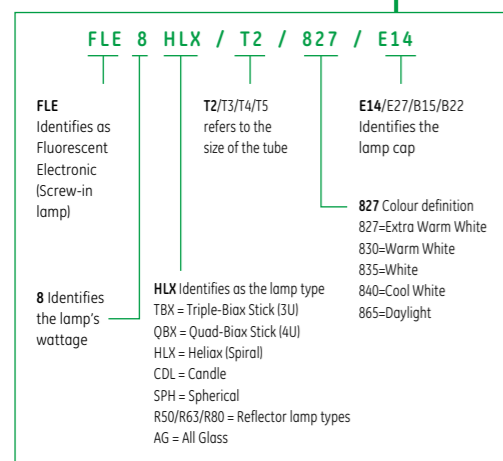 FLE 8 HLX / T2 / 827 / E14
FLE
Identifies as
Fluorescent
Electronic
(Screw-in
lamp)
T2/T3/T4/T5
refers to the
size of the tube
E14/E27/B15/B22
Identifies the
lamp cap
827 Colour definition
827=Extra Warm White
830=Warm White
835=White
840=Cool White
865=Daylight
8 Identifies
the lamp's
wattage
HLX Identifies as the lamp type
TBX = Triple-Biax Stick (3U)
QBX = Quad-Biax Stick (4U)
HLX = Heliax (Spiral)
CDL = Candle
SPH = Spherical
R50/R63/R80 = Reflector lamp types
AG = All Glass